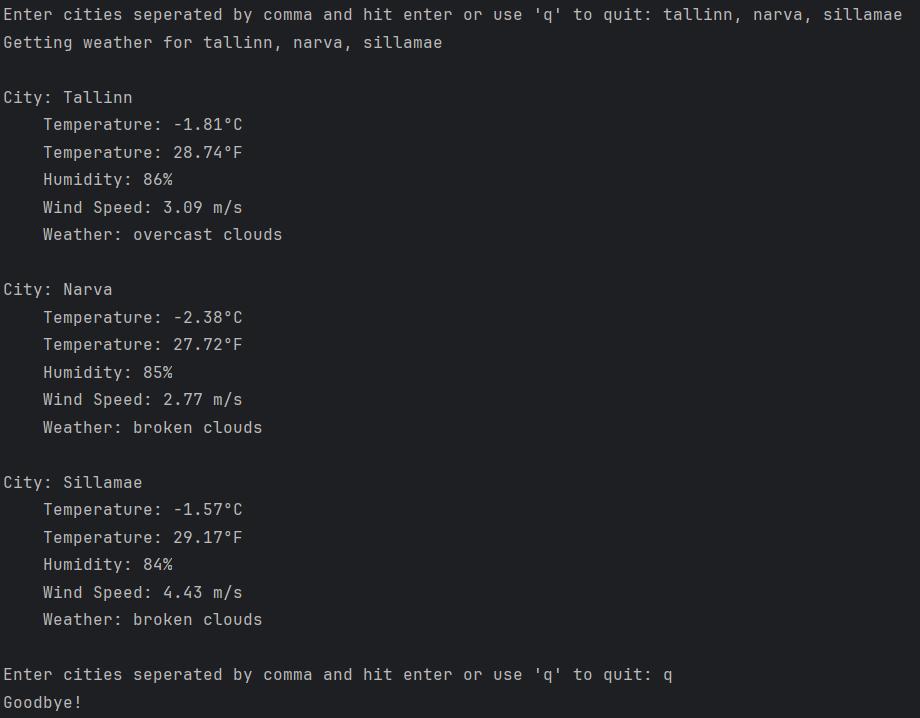 Enter cities seperated by comma and hit enter or use 'q' to quit: tallinn, narva, sillamae
Getting weather for tallinn, narva, sillamae
City: Tallinn
Temperature: -1.81°C
Temperature: 28.74°F
Humidity: 86%
Wind Speed: 3.09 m/s
Weather: overcast clouds
City: Narva
Temperature: -2.38°C
Temperature: 27.72°F
Humidity: 85%
Wind Speed: 2.77 m/s
Weather: broken clouds
City: Sillamae
Temperature: -1.57°C
Temperature: 29.17°F
Humidity: 84%
Wind Speed: 4.43 m/s
Weather: broken clouds
Enter cities seperated by comma and hit enter or use 'q' to quit: q
Goodbye!